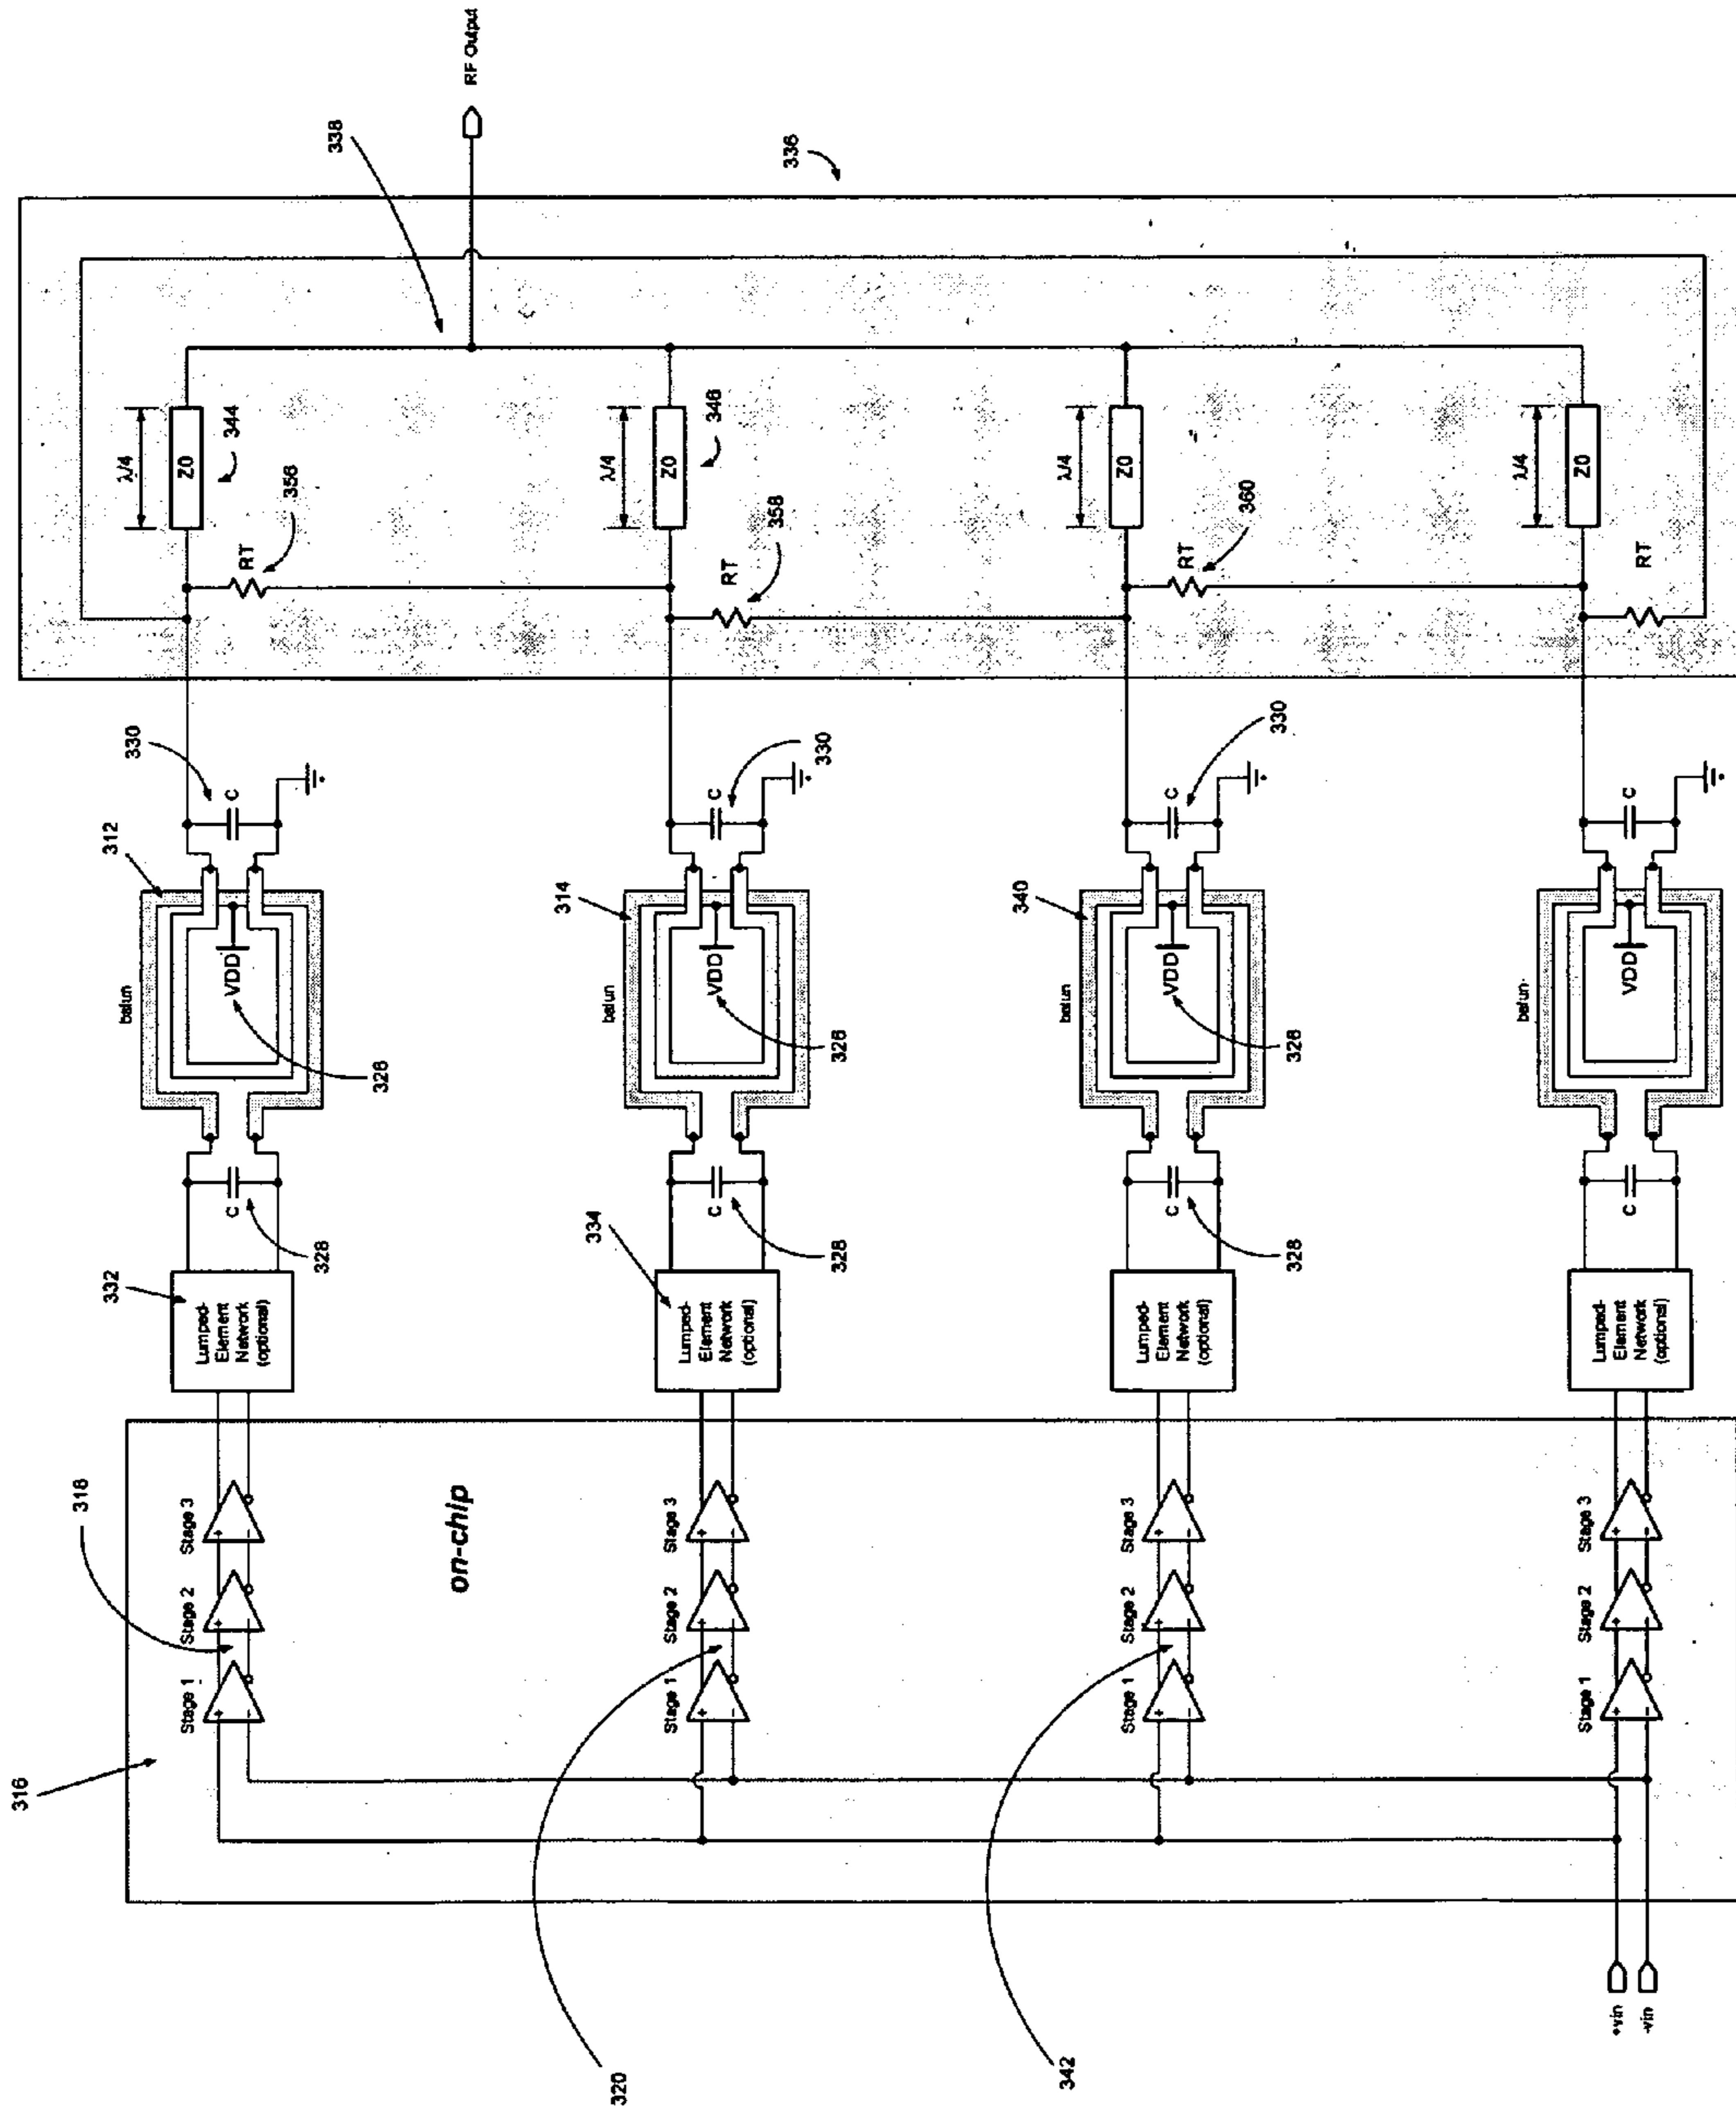 316
Stage 1
Stage 2
Stage 3
318
on-chip
332
Lumped-
Element
Network
(optional)
C
328
balun
312
VDD
326
330
C
RT
356
λ/4
Z0
344
338
RF Output
320
Stage 1
Stage 2
Stage 3
334
Lumped-
Element
Network
(optional)
C
328
balun
314
VDD
326
C
330
RT
358
λ/4
Z0
346
336
342
Stage 1
Stage 2
Stage 3
Lumped-
Element
Network
(optional)
C
328
balun
340
VDD
326
C
330
RT
360
λ/4
Z0
+vin
-vin
Stage 1
Stage 2
Stage 3
Lumped-
Element
Network
(optional)
C
balun
VDD
C
RT
λ/4
Z0